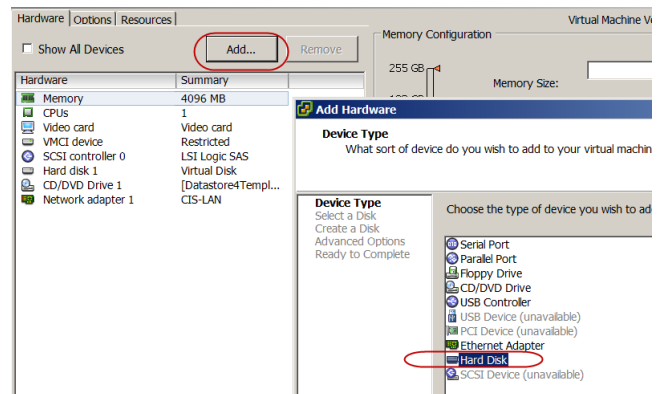 Hardware | Options | Resources |
Virtual Machine Ve
Show All Devices
Add...
Remove
Memory Configuration
255 GB
Memory Size:
Hardware Summary
Memory 4096 MB
CPUs 1
Video card Video card
VMCI device Restricted
SCSI controller 0 LSI Logic SAS
Hard disk 1 Virtual Disk
CD/DVD Drive 1 [Datastore4Templ...
Network adapter 1 CIS-LAN
Add Hardware
Device Type
What sort of device do you wish to add to your virtual machin
Device Type
Select a Disk
Create a Disk
Advanced Options
Ready to Complete
Choose the type of device you wish to ad
Serial Port
Parallel Port
Floppy Drive
CD/DVD Drive
USB Controller
USB Device (unavailable)
PCI Device (unavailable)
Ethernet Adapter
Hard Disk
SCSI Device (unavailable)